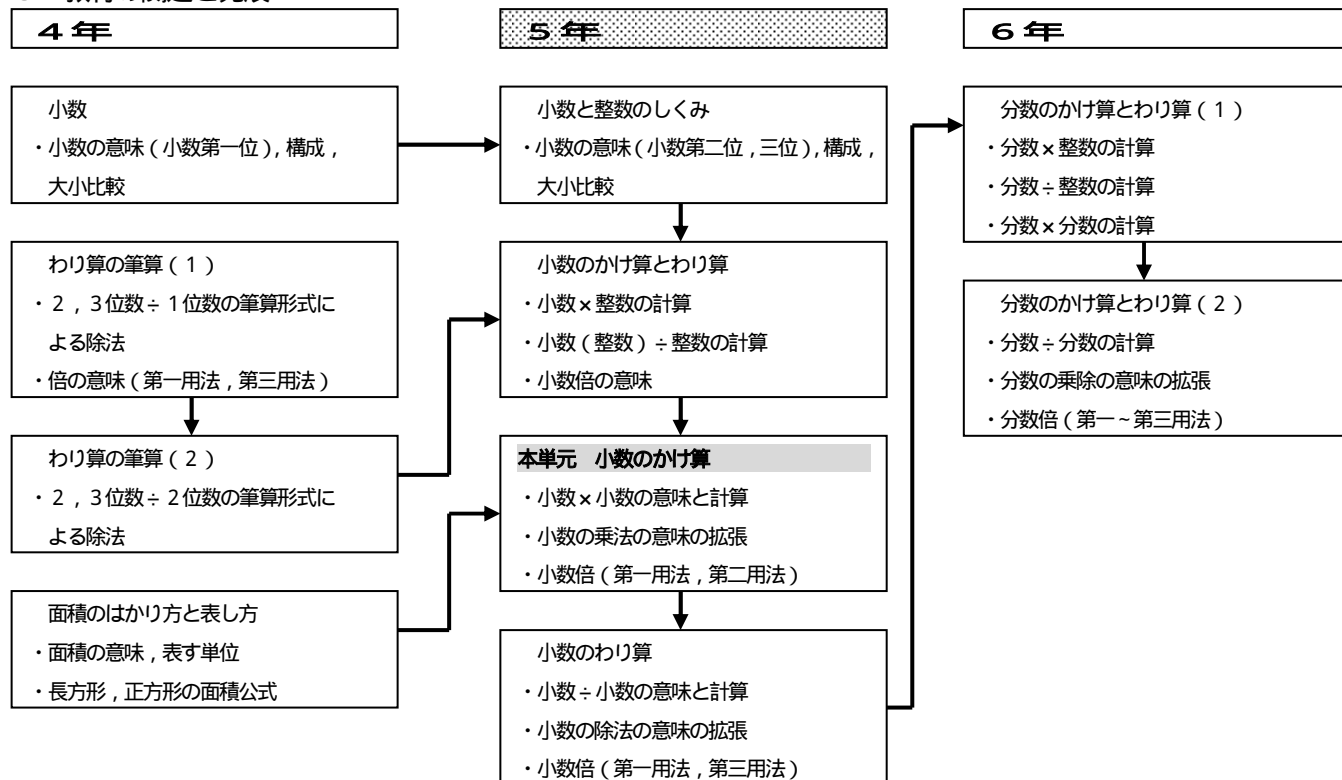 ４年
小数
・小数の意味（小数第一位），構成，
大小比較
わり算の筆算（１）
・２，３位数÷１位数の筆算形式に
よる除法
・倍の意味（第一用法，第三用法）
わり算の筆算（２）
・２，３位数÷２位数の筆算形式に
よる除法
面積のはかり方と表し方
・面積の意味，表す単位
・長方形，正方形の面積公式
５年
小数と整数のしくみ
・小数の意味（小数第二位，三位），構成，
大小比較
小数のかけ算とわり算
・小数×整数の計算
・小数（整数）÷整数の計算
・小数倍の意味
本単元　小数のかけ算
・小数×小数の意味と計算
・小数の乗法の意味の拡張
・小数倍（第一用法，第二用法）
小数のわり算
・小数÷小数の意味と計算
・小数の除法の意味の拡張
・小数倍（第一用法，第三用法）
６年
分数のかけ算とわり算（１）
・分数×整数の計算
・分数÷整数の計算
・分数×分数の計算
分数のかけ算とわり算（２）
・分数÷分数の計算
・分数の乗除の意味の拡張
・分数倍（第一～第三用法）